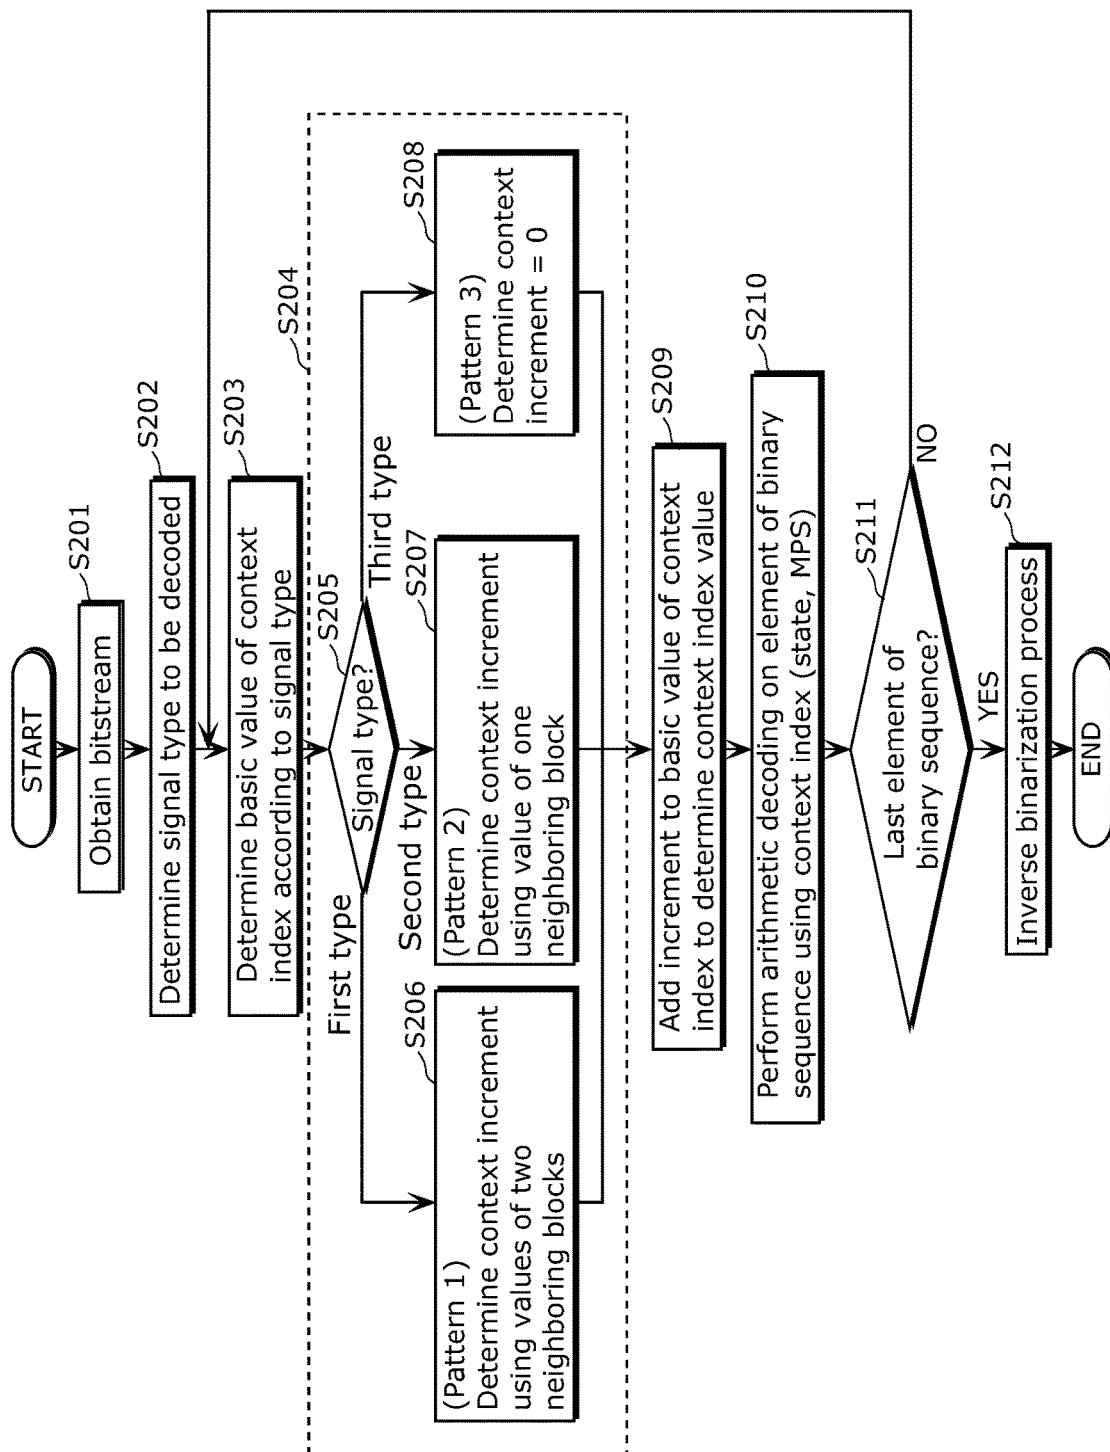 START
S201
Obtain bitstream
S202
Determine signal type to be decoded
S203
Determine basic value of context
index according to signal type
S204
S205
Signal type?
First type
Second type
Third type
S206
(Pattern 1)
Determine context increment
using values of two
neighboring blocks
S207
(Pattern 2)
Determine context increment
using value of one
neighboring block
S208
(Pattern 3)
Determine context
increment = 0
S209
Add increment to basic value of context
index to determine context index value
S210
Perform arithmetic decoding on element of binary
sequence using context index (state, MPS)
S211
Last element of
binary sequence?
NO
YES
S212
Inverse binarization process
END